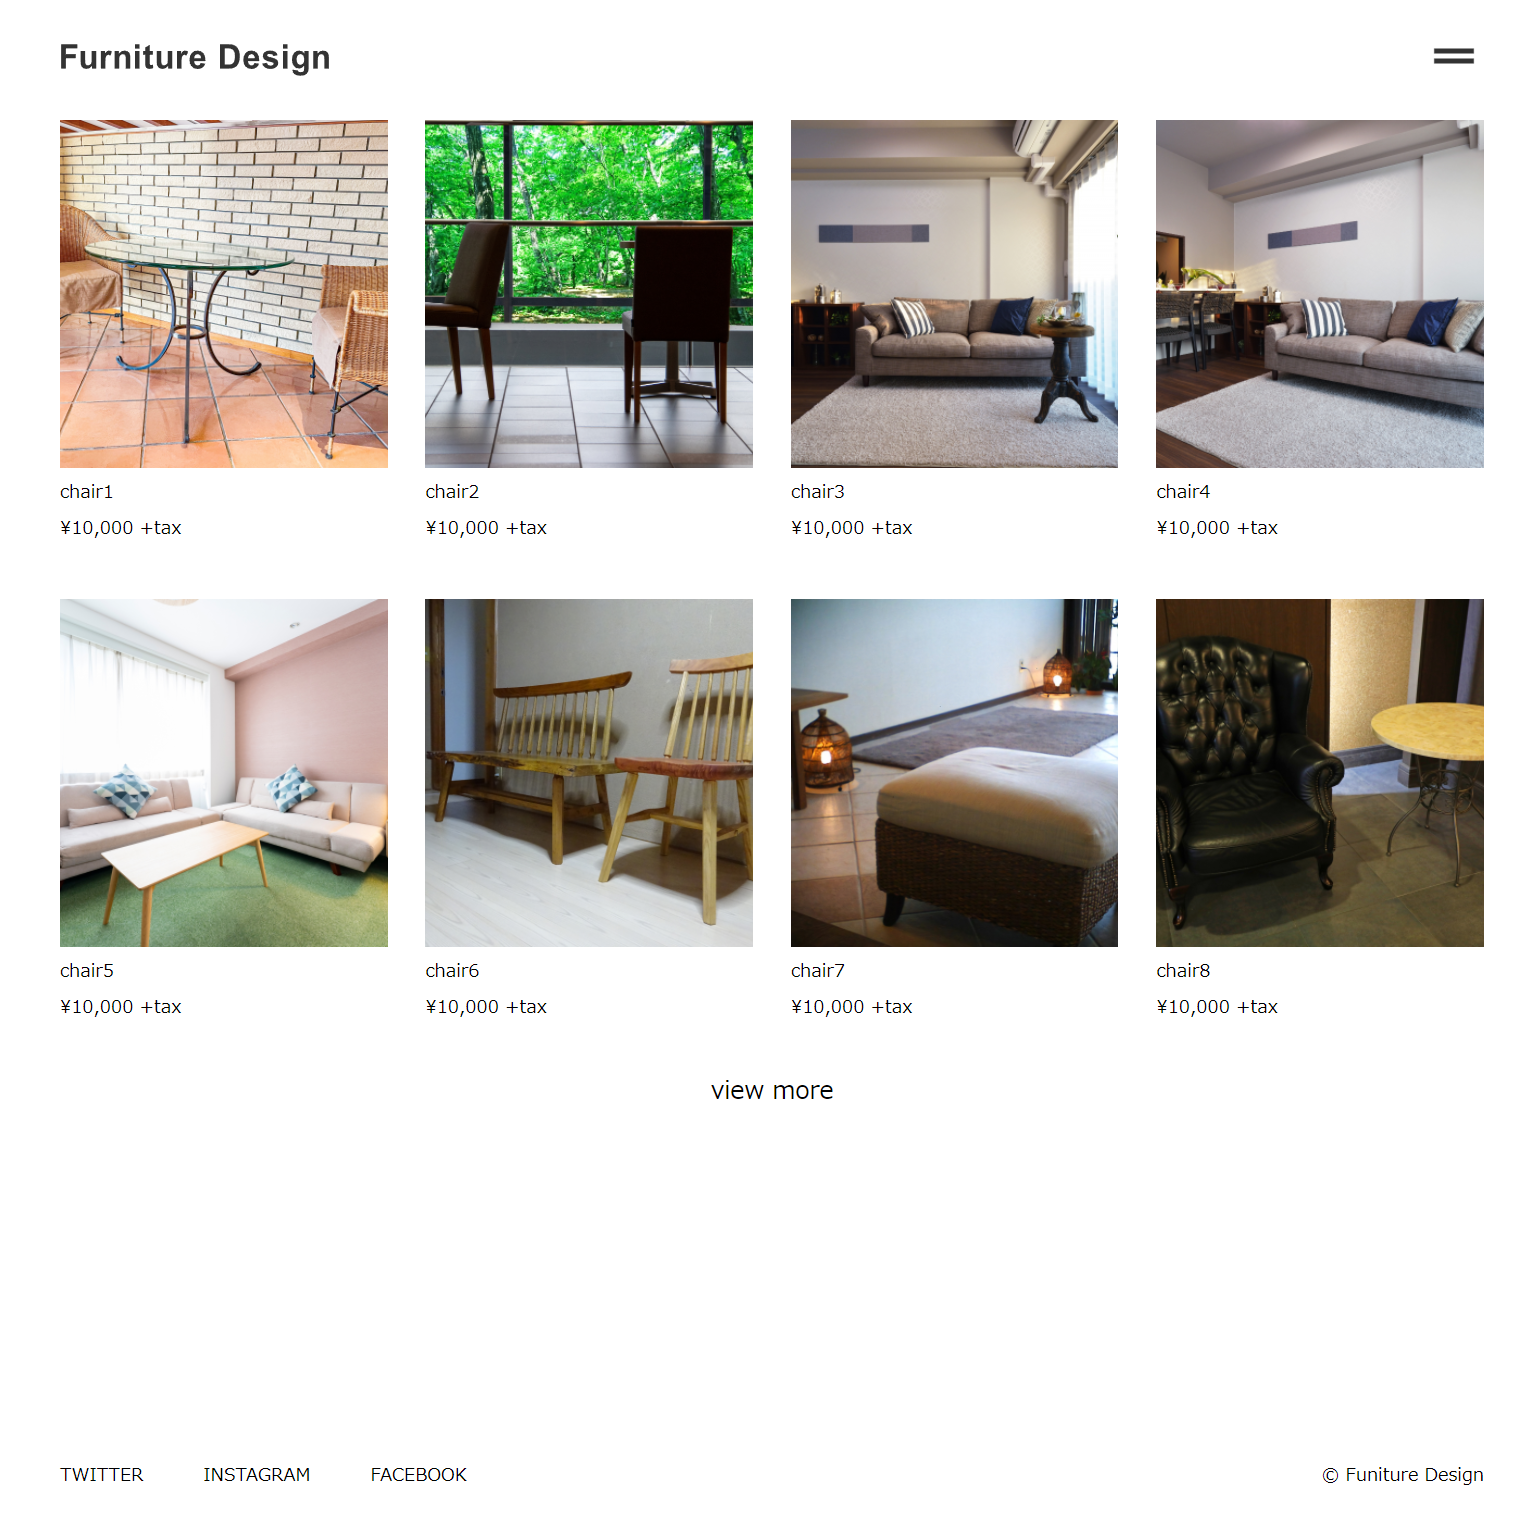 Furniture Design
chair1
¥10,000 +tax
chair2
¥10,000 +tax
chair3
¥10,000 +tax
chair4
¥10,000 +tax
chair5
¥10,000 +tax
chair6
¥10,000 +tax
chair7
¥10,000 +tax
chair8
¥10,000 +tax
view more
TWITTER INSTAGRAM FACEBOOK © Funiture Design